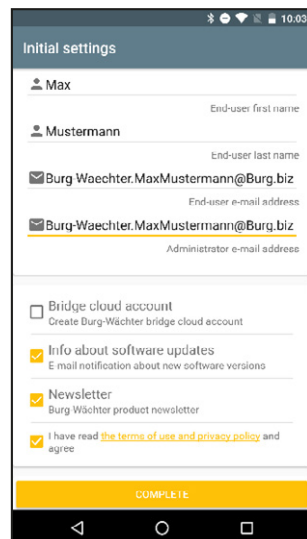 10.03
Initial settings
Max
End-user first name
Mustermann
End-user last name
Burg-Waechter.MaxMustermann@Burg.biz
End-user e-mail address
Burg-Waechter.MaxMustermann@Burg.biz
Administrator e-mail address
Bridge cloud account
Create Burg-Wächter bridge cloud account
Info about software updates
E-mail notification about new software versions
Newsletter
Burg-Wächter product newsletter
I have read the terms of use and privacy policy and
agree
COMPLETE